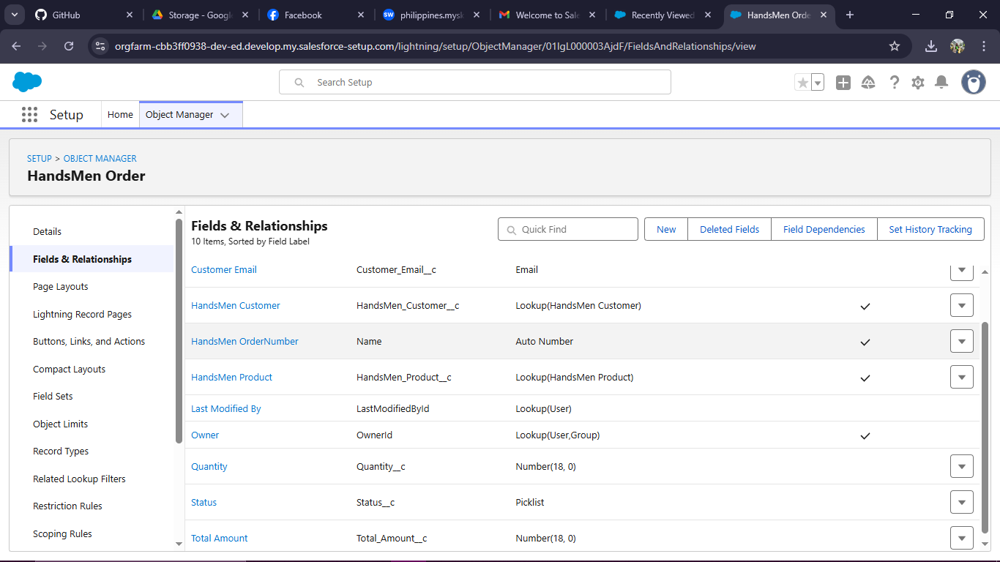 GitHub
Storage - Google
Facebook
philippines.mysk
Welcome to Sale
Recently Viewed
HandsMen Orde
orgfarm-cbb3ff0938-dev-ed.develop.my.salesforce-setup.com/lightning/setup/ObjectManager/01IgL000003AjdF/FieldsAndRelationships/view
Search Setup
Setup
Home
Object Manager
SETUP > OBJECT MANAGER
HandsMen Order
Details
Fields & Relationships
Page Layouts
Lightning Record Pages
Buttons, Links, and Actions
Compact Layouts
Field Sets
Object Limits
Record Types
Related Lookup Filters
Restriction Rules
Scoping Rules
Fields & Relationships
10 Items, Sorted by Field Label
Quick Find
New
Deleted Fields
Field Dependencies
Set History Tracking
Customer Email Customer_Email__c Email
HandsMen Customer HandsMen_Customer__c Lookup(HandsMen Customer)
HandsMen OrderNumber Name Auto Number
HandsMen Product HandsMen_Product__c Lookup(HandsMen Product)
Last Modified By LastModifiedById Lookup(User)
Owner OwnerId Lookup(User,Group)
Quantity Quantity__c Number(18, 0)
Status Status__c Picklist
Total Amount Total_Amount__c Number(18, 0)